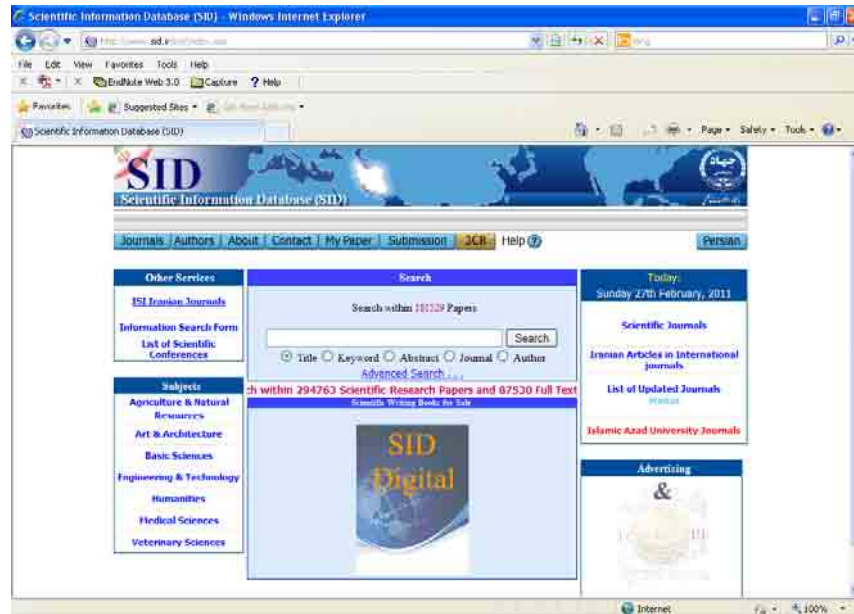 Scientific Information Database (SID) - Windows Internet Explorer
File Edit View Favorites Tools Help
EndNote Web 3.0 Capture ? Help
Favorites Suggested Sites
Scientific Information Database (SID)
Page Safety Tools
SID
Scientific Information Database (SID)
جهاد
Journals Authors About Contact My Paper Submission JCR Help
Persian
Other Services
ISI Iranian Journals
Information Search Form
List of Scientific
Conferences
Subjects
Agriculture & Natural
Resources
Art & Architecture
Basic Sciences
Engineering & Technology
Humanities
Medical Sciences
Veterinary Sciences
Search
Search within 181529 Papers
Search
Title Keyword Abstract Journal Author
Advanced Search . . .
ch within 294763 Scientific Research Papers and 87530 Full Text
Scientific Writing Books for Sale
SID
Digital
Today:
Sunday 27th February, 2011
Scientific Journals
Iranian Articles in International
journals
List of Updated Journals
Islamic Azad University Journals
Advertising
&
Internet
100%